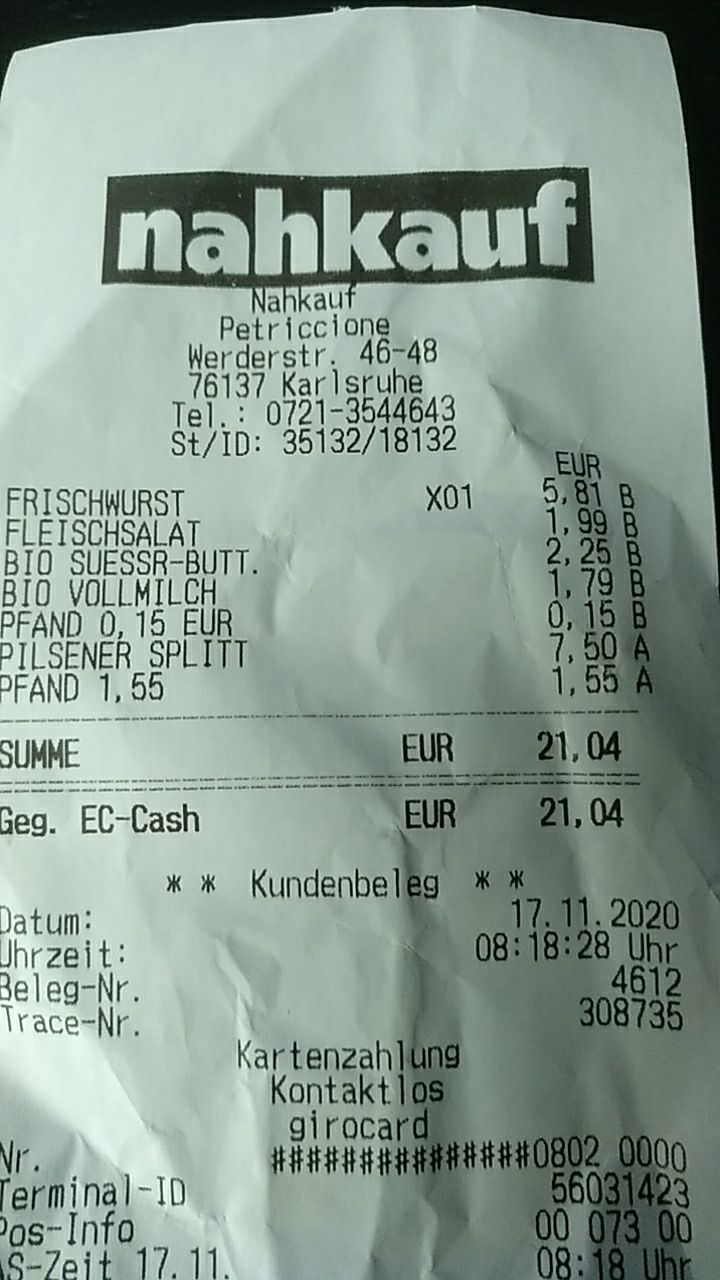 nahkauf
Nahkauf
Petriccione
Werderstr. 46-48
76137 Karlsruhe
Tel.: 0721-3544643
St/ID: 35132/18132
EUR
FRISCHWURST X01 5,81 B
FLEISCHSALAT 1,99 B
BIO SUESSR-BUTT. 2,25 B
BIO VOLLMILCH 1,79 B
PFAND 0,15 EUR 0,15 B
PILSENER SPLITT 7,50 A
PFAND 1,55 1,55 A
SUMME EUR 21,04
Geg. EC-Cash EUR 21,04
* * Kundenbeleg * *
Datum: 17.11.2020
Uhrzeit: 08:18:28 Uhr
Beleg-Nr. 4612
Trace-Nr. 308735
Kartenzahlung
Kontaktlos
girocard
Nr. ###############0802 0000
Terminal-ID 56031423
Pos-Info 00 073 00
AS-Zeit 17.11. 08:18 Uhr